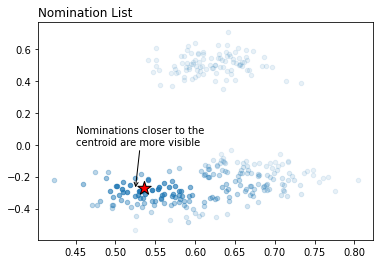 Nomination List
0.6
0.4
0.2
0.0
−0.2
−0.4
Nominations closer to the
centroid are more visible
0.45 0.50 0.55 0.60 0.65 0.70 0.75 0.80